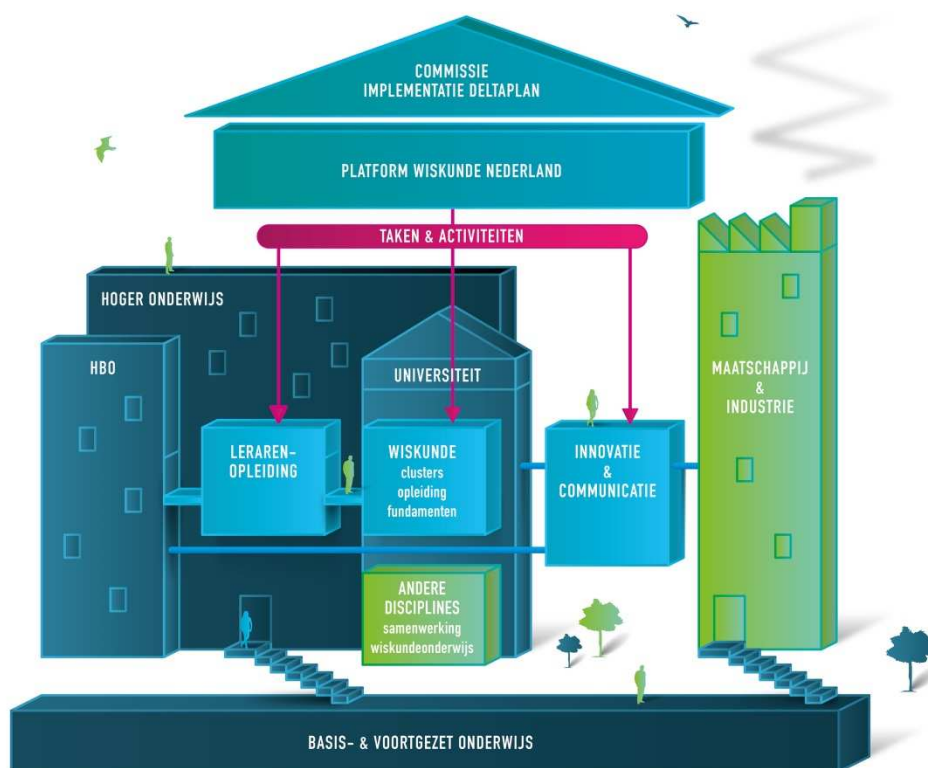 COMMISSIE
IMPLEMENTATIE DELTAPLAN
PLATFORM WISKUNDE NEDERLAND
TAKEN & ACTIVITEITEN
HOGER ONDERWIJS
HBO
UNIVERSITEIT
MAATSCHAPPIJ
&
INDUSTRIE
LERAREN-
OPLEIDING
WISKUNDE
clusters
opleiding
fundamenten
INNOVATIE
&
COMMUNICATIE
ANDERE
DISCIPLINES
samenwerking
wiskundeonderwijs
BASIS- & VOORTGEZET ONDERWIJS